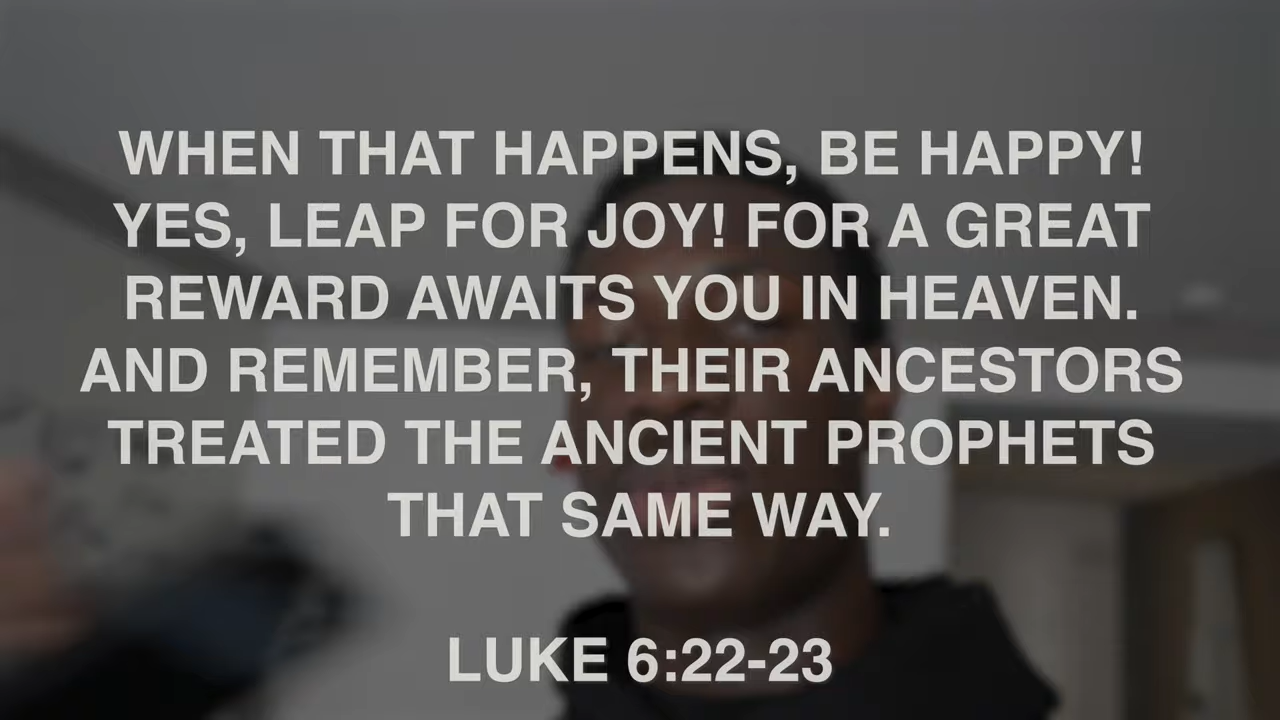 WHEN THAT HAPPENS, BE HAPPY!
YES, LEAP FOR JOY! FOR A GREAT
REWARD AWAITS YOU IN HEAVEN.
AND REMEMBER, THEIR ANCESTORS
TREATED THE ANCIENT PROPHETS
THAT SAME WAY.
LUKE 6:22-23